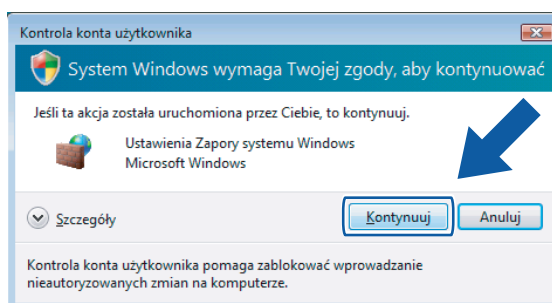 Kontrola konta użytkownika
System Windows wymaga Twojej zgody, aby kontynuować
Jeśli ta akcja została uruchomiona przez Ciebie, to kontynuuj.
Ustawienia Zapory systemu Windows
Microsoft Windows
Szczegóły
Kontynuuj
Anuluj
Kontrola konta użytkownika pomaga zablokować wprowadzanie
nieautoryzowanych zmian na komputerze.